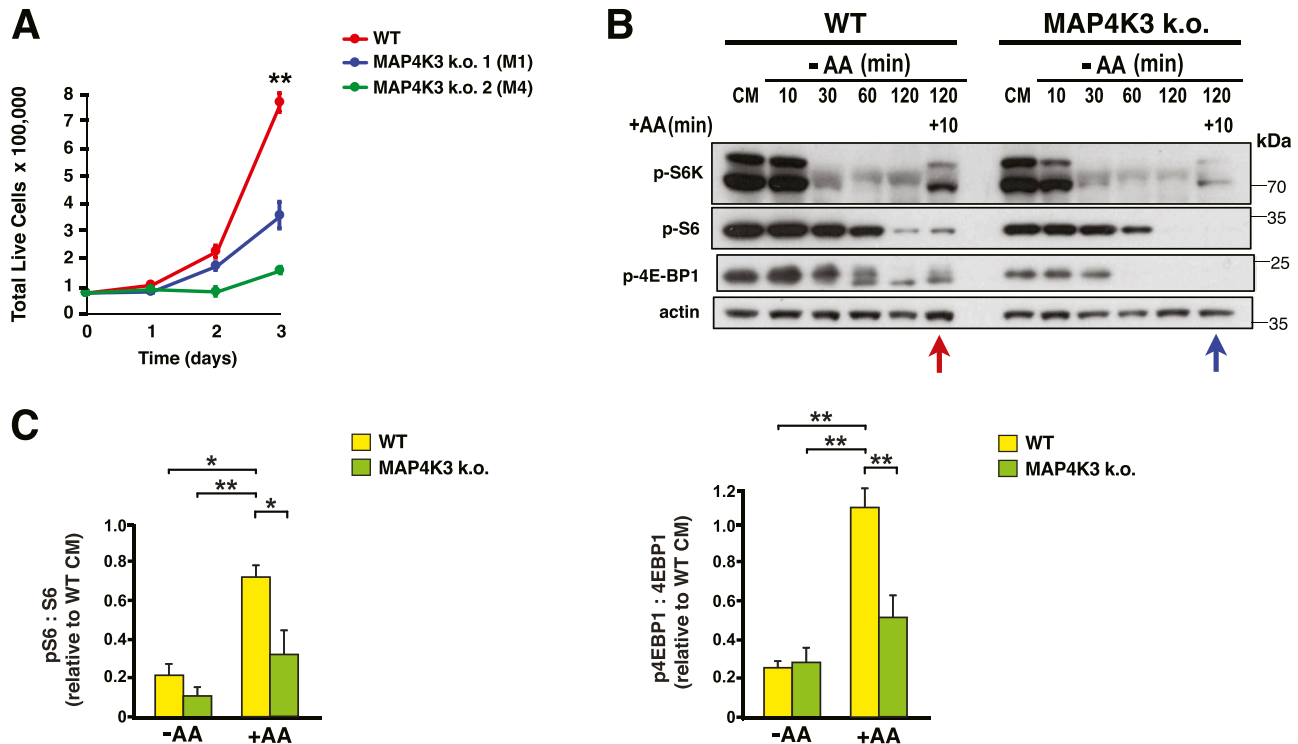 A
WT
MAP4K3 k.o. 1 (M1)
MAP4K3 k.o. 2 (M4)
**
Total Live Cells x 100,000
8
7
6
5
4
3
2
1
0
0 1 2 3
Time (days)
B
WT MAP4K3 k.o.
-AA (min) -AA (min)
CM 10 30 60 120 120 CM 10 30 60 120 120
+AA (min) +10 +10
kDa
p-S6K
70
p-S6
35
p-4E-BP1
25
actin
35
C
WT
MAP4K3 k.o.
*
**
*
pS6 : S6
(relative to WT CM)
1.0
0.8
0.6
0.4
0.2
0
-AA +AA
WT
MAP4K3 k.o.
**
**
**
p4EBP1 : 4EBP1
(relative to WT CM)
1.2
1.0
0.8
0.6
0.4
0.2
0
-AA +AA